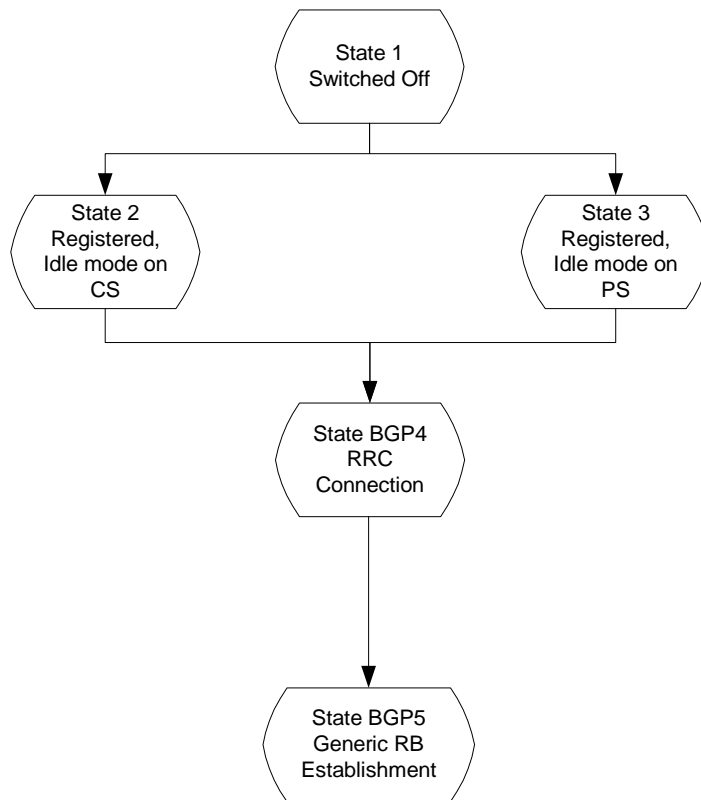 State 1
Switched Off
State 2
Registered,
Idle mode on
CS
State 3
Registered,
Idle mode on
PS
State BGP4
RRC
Connection
State BGP5
Generic RB
Establishment